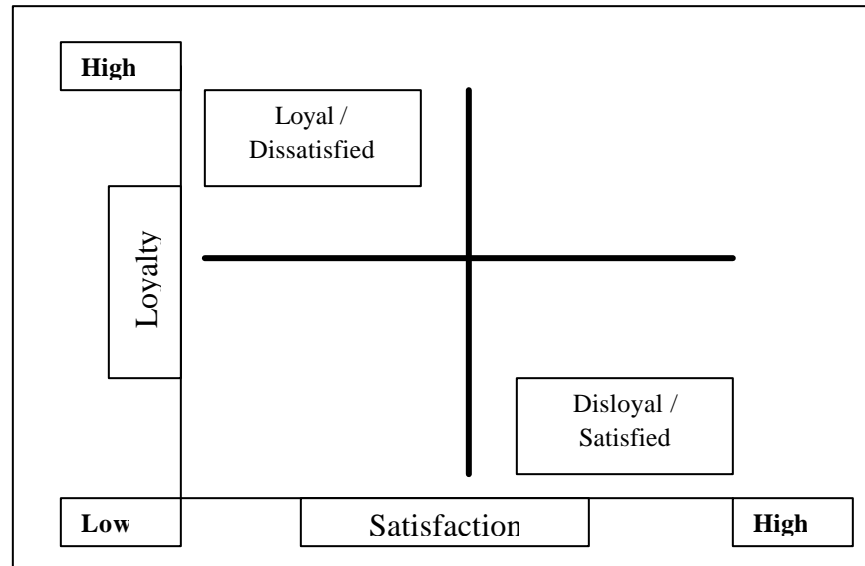 High
Loyal /
Dissatisfied
Loyalty
Disloyal /
Satisfied
Low
Satisfaction
High